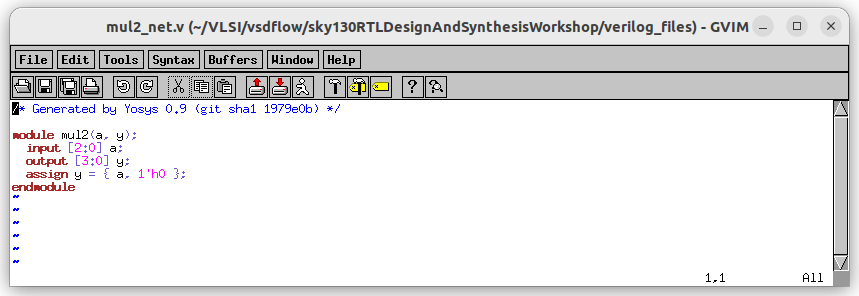 mul2_net.v (~/VLSI/vsdflow/sky130RTLDesignAndSynthesisWorkshop/verilog_files) - GVIM
File Edit Tools Syntax Buffers Window Help
/* Generated by Yosys 0.9 (git sha1 1979e0b) */
module mul2(a, y);
  input [2:0] a;
  output [3:0] y;
  assign y = { a, 1'h0 };
endmodule
~
~
~
~
~
~
1,1 All